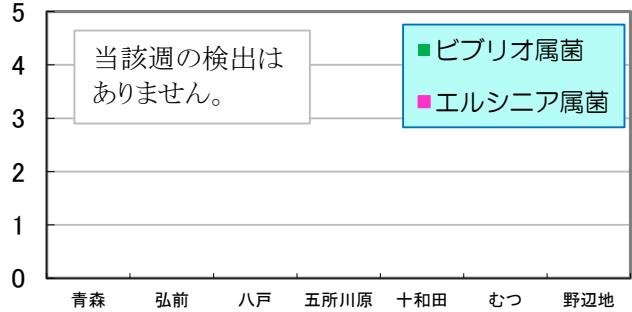 5
4
3
2
1
0
当該週の検出は
ありません。
■ビブリオ属菌
■エルシニア属菌
青森 弘前 八戸 五所川原 十和田 むつ 野辺地